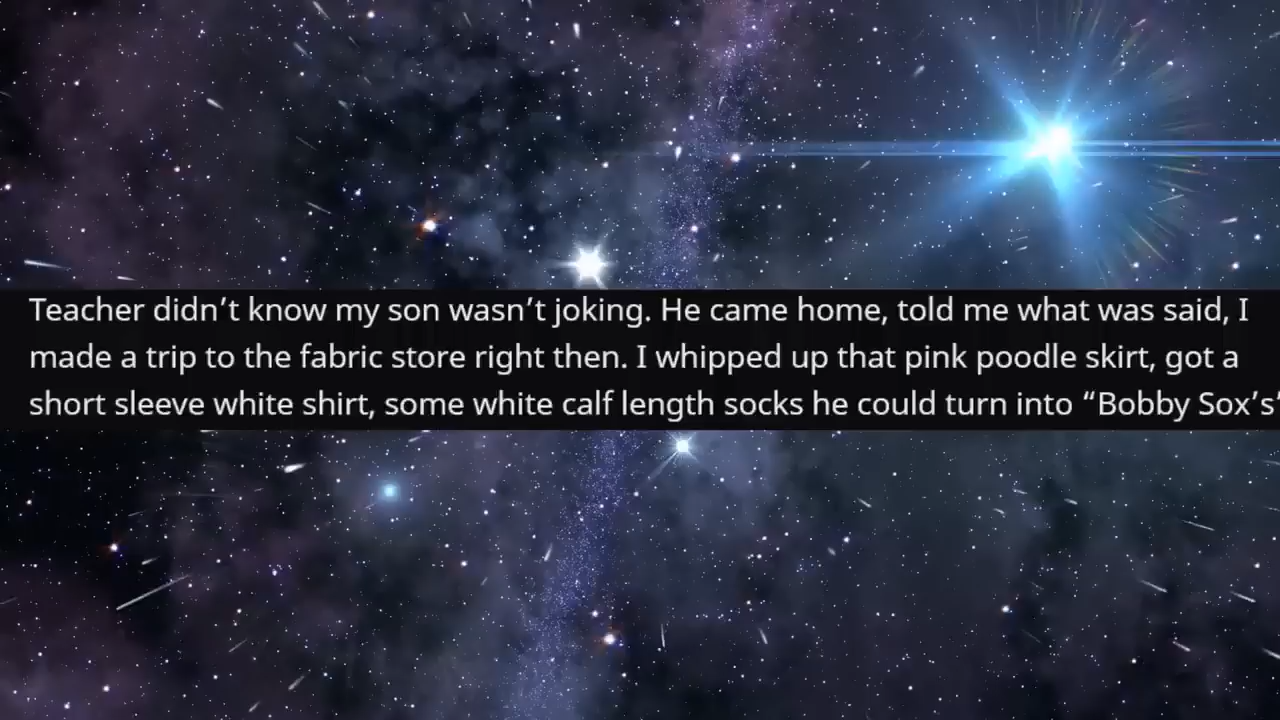 Teacher didn’t know my son wasn’t joking. He came home, told me what was said, I
made a trip to the fabric store right then. I whipped up that pink poodle skirt, got a
short sleeve white shirt, some white calf length socks he could turn into “Bobby Sox’s”